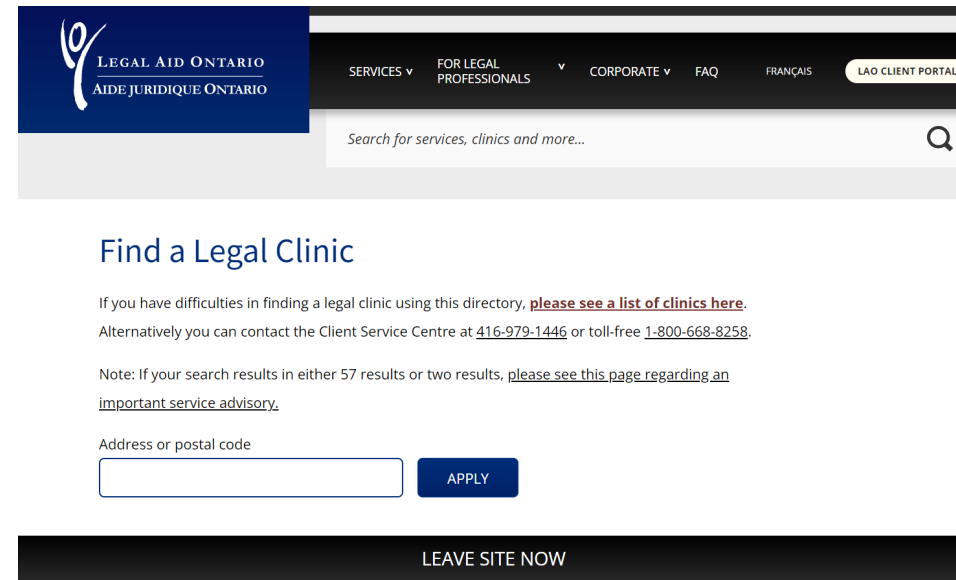 LEGAL AID ONTARIO
AIDE JURIDIQUE ONTARIO
SERVICES v
FOR LEGAL
PROFESSIONALS v
CORPORATE v
FAQ
FRANÇAIS
LAO CLIENT PORTAL
Search for services, clinics and more...
Find a Legal Clinic
If you have difficulties in finding a legal clinic using this directory, please see a list of clinics here.
Alternatively you can contact the Client Service Centre at 416-979-1446 or toll-free 1-800-668-8258.
Note: If your search results in either 57 results or two results, please see this page regarding an
important service advisory.
Address or postal code
APPLY
LEAVE SITE NOW